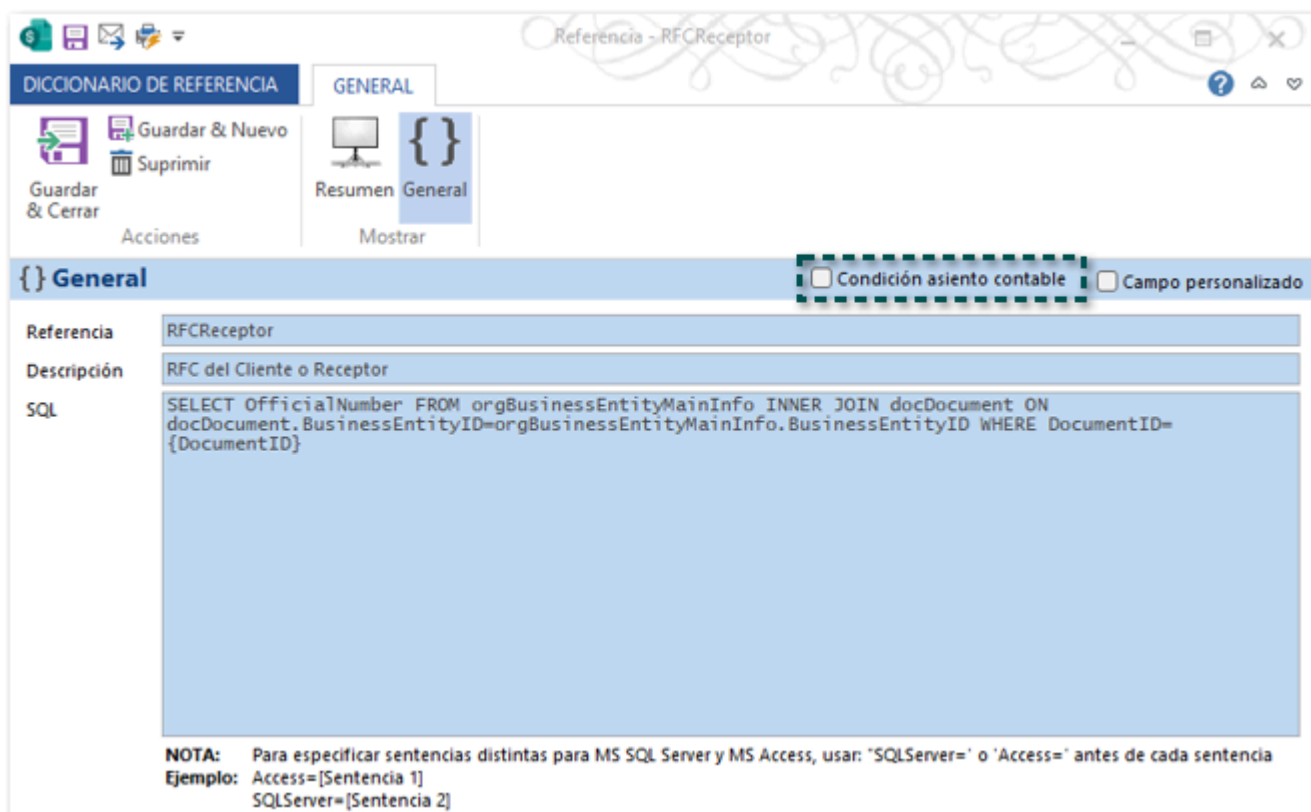 Referencia - RFCReceptor
DICCIONARIO DE REFERENCIA
GENERAL
Guardar & Cerrar
Guardar & Nuevo
Suprimir
Resumen
General
Acciones
Mostrar
{ } General
Condición asiento contable
Campo personalizado
Referencia
RFCReceptor
Descripción
RFC del Cliente o Receptor
SQL
SELECT OfficialNumber FROM orgBusinessEntityMainInfo INNER JOIN docDocument ON
docDocument.BusinessEntityID=orgBusinessEntityMainInfo.BusinessEntityID WHERE DocumentID=
{DocumentID}
NOTA: Para especificar sentencias distintas para MS SQL Server y MS Access, usar: "SQLServer=' o 'Access=' antes de cada sentencia
Ejemplo: Access=[Sentencia 1]
SQLServer=[Sentencia 2]